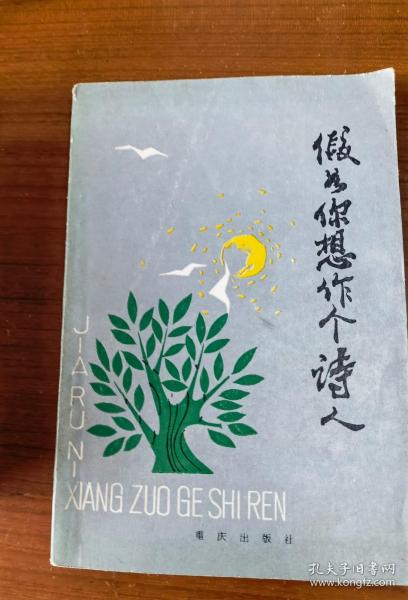 假如你想作个诗人
JIA RU NI
XIANG ZUO GE SHI REN
重庆出版社
孔夫子旧书网
www.kongfz.com